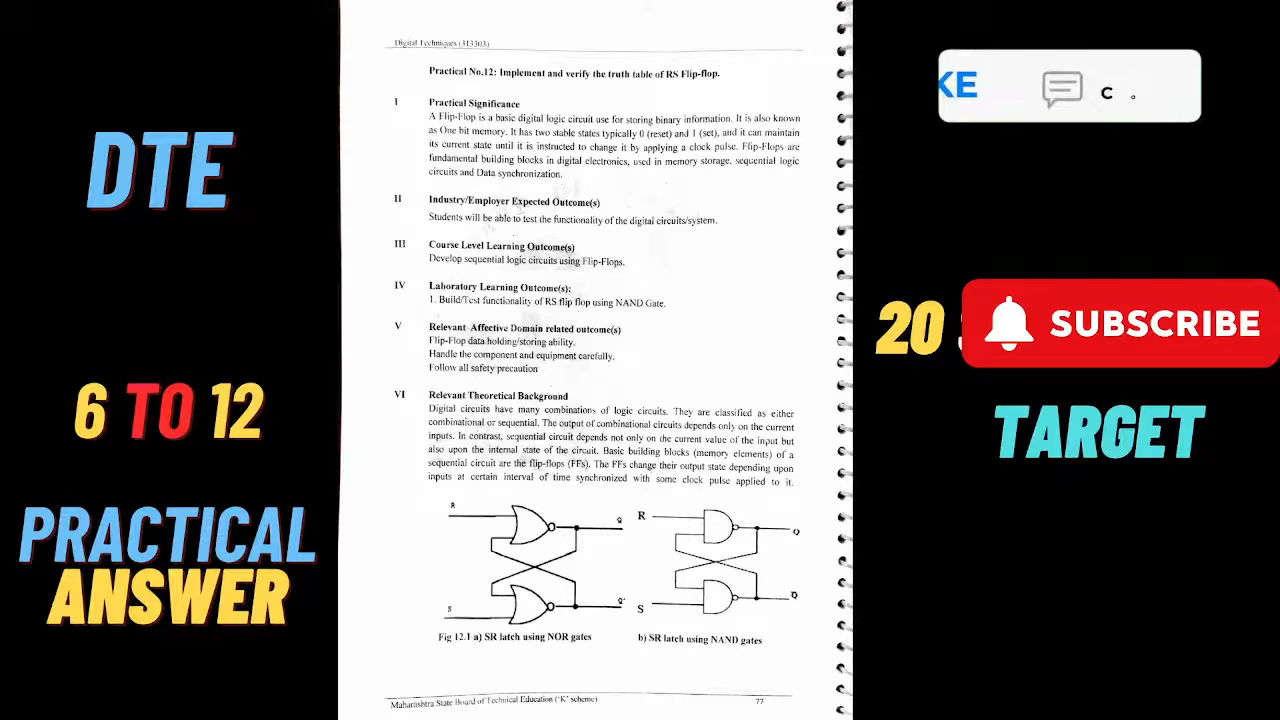 DTE
6 TO 12
PRACTICAL
ANSWER
Digital Techniques (313303)
Practical No.12: Implement and verify the truth table of RS Flip-flop.
I Practical Significance
A Flip-Flop is a basic digital logic circuit use for storing binary information. It is also known
as One bit memory. It has two stable states typically 0 (reset) and 1 (set), and it can maintain
its current state until it is instructed to change it by applying a clock pulse. Flip-Flops are
fundamental building blocks in digital electronics, used in memory storage, sequential logic
circuits and Data synchronization.
II Industry/Employer Expected Outcome(s)
Students will be able to test the functionality of the digital circuits/system.
III Course Level Learning Outcome(s)
Develop sequential logic circuits using Flip-Flops.
IV Laboratory Learning Outcome(s):
1. Build/Test functionality of RS flip flop using NAND Gate.
V Relevant Affective Domain related outcome(s)
Flip-Flop data holding/storing ability.
Handle the component and equipment carefully.
Follow all safety precaution
VI Relevant Theoretical Background
Digital circuits have many combinations of logic circuits. They are classified as either
combinational or sequential. The output of combinational circuits depends only on the current
inputs. In contrast, sequential circuit depends not only on the current value of the input but
also upon the internal state of the circuit. Basic building blocks (memory elements) of a
sequential circuit are the flip-flops (FFs). The FFs change their output state depending upon
inputs at certain interval of time synchronized with some clock pulse applied to it.
R Q R Q
S Q' S Q̅
Fig 12.1 a) SR latch using NOR gates b) SR latch using NAND gates
Maharashtra State Board of Technical Education ('K' scheme) 77
KE C
20
SUBSCRIBE
TARGET